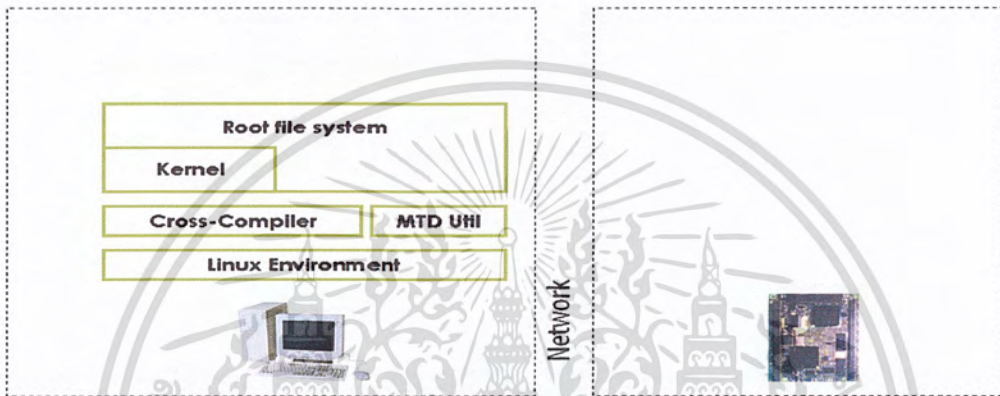 Root file system
Kernel
Cross-Compiler
MTD Util
Linux Environment
Network